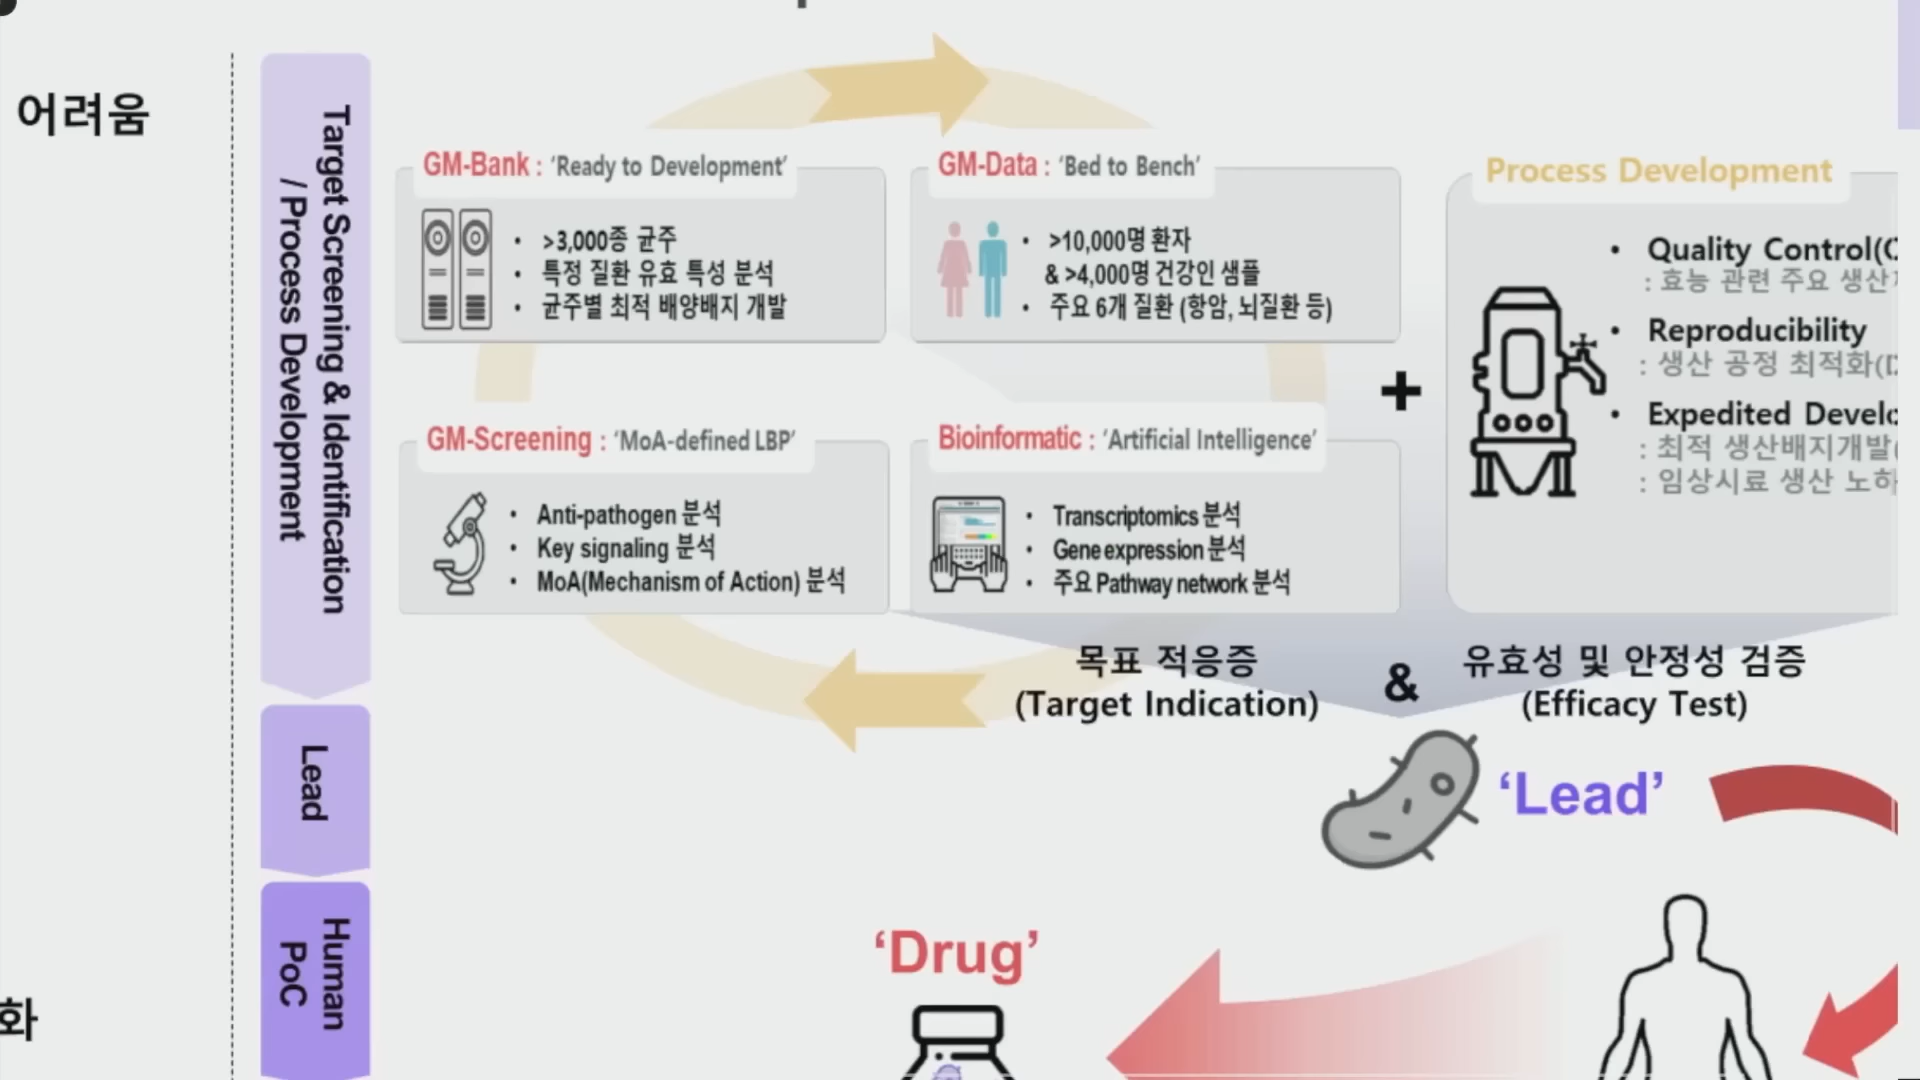 어려움
화
Target Screening & Identification
/ Process Development
Lead
Human
PoC
GM-Bank : ‘Ready to Development’
• >3,000종 균주
• 특정 질환 유효 특성 분석
• 균주별 최적 배양배지 개발
GM-Data : ‘Bed to Bench’
• >10,000명 환자
& >4,000명 건강인 샘플
• 주요 6개 질환 (항암, 뇌질환 등)
GM-Screening : ‘MoA-defined LBP’
• Anti-pathogen 분석
• Key signaling 분석
• MoA(Mechanism of Action) 분석
Bioinformatic : ‘Artificial Intelligence’
• Transcriptomics 분석
• Gene expression 분석
• 주요 Pathway network 분석
+
Process Development
• Quality Control
: 효능 관련 주요 생산
• Reproducibility
: 생산 공정 최적화
• Expedited
: 최적 생산배지개발(
: 임상시료 생산
목표 적응증
(Target Indication)
&
유효성 및 안정성 검증
(Efficacy Test)
‘Lead’
‘Drug’